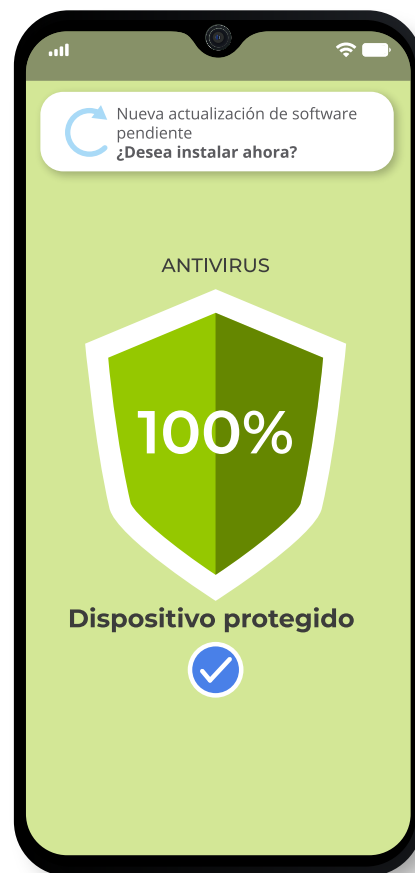 Nueva actualización de software
pendiente
¿Desea instalar ahora?
ANTIVIRUS
100%
Dispositivo protegido